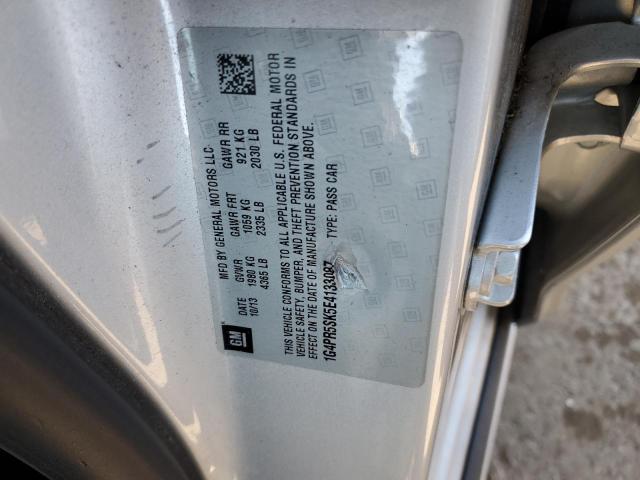 MFD BY GENERAL MOTORS LLC
DATE GVWR GAWR FRT GAWR RR
10/13 1980 KG 1059 KG 921 KG
4365 LB 2335 LB 2030 LB
GM
THIS VEHICLE CONFORMS TO ALL APPLICABLE U.S. FEDERAL MOTOR
VEHICLE SAFETY, BUMPER, AND THEFT PREVENTION STANDARDS IN
EFFECT ON THE DATE OF MANUFACTURE SHOWN ABOVE.
1G4PR5SK5E4133087 TYPE: PASS CAR